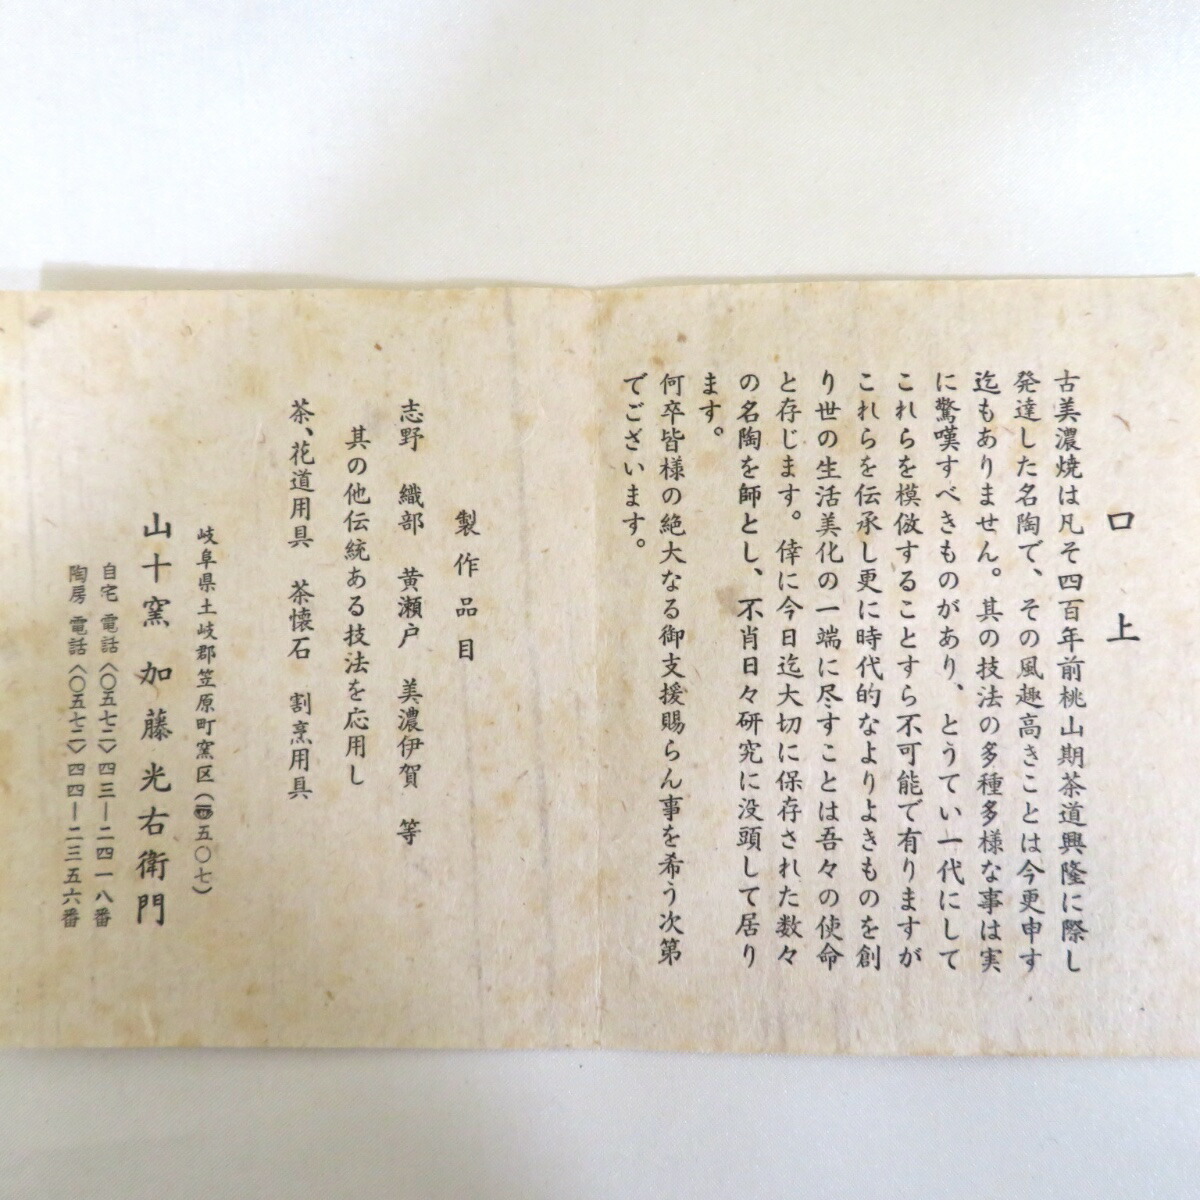 口上
古美濃焼は凡そ四百年前桃山期茶道興隆に際し
発達した名陶で、その風趣高きことは今更申す
迄もありません。其の技法の多種多様な事は実
に驚嘆すべきものがあり、とうてい一代にして
これらを模倣することすら不可能で有りますが
これらを伝承し更に時代的なよりよきものを創
り世の生活美化の一端に尽すことは吾々の使命
と存じます。倖に今日迄大切に保存された数々
の名陶を師とし、不肖日々研究に没頭して居り
ます。
何卒皆様の絶大なる御支援賜らん事を希う次第
でございます。
製作品目
志野 織部 黄瀬戸 美濃伊賀 等
其の他伝統ある技法を応用し
茶、花道用具 茶懐石 割烹用具
岐阜県土岐郡笠原町窯区(〒五〇七)
山十窯 加藤光右衛門
自宅 電話〈〇五七二〉四三―二四一八番
陶房 電話〈〇五七二〉四四―二三五六番